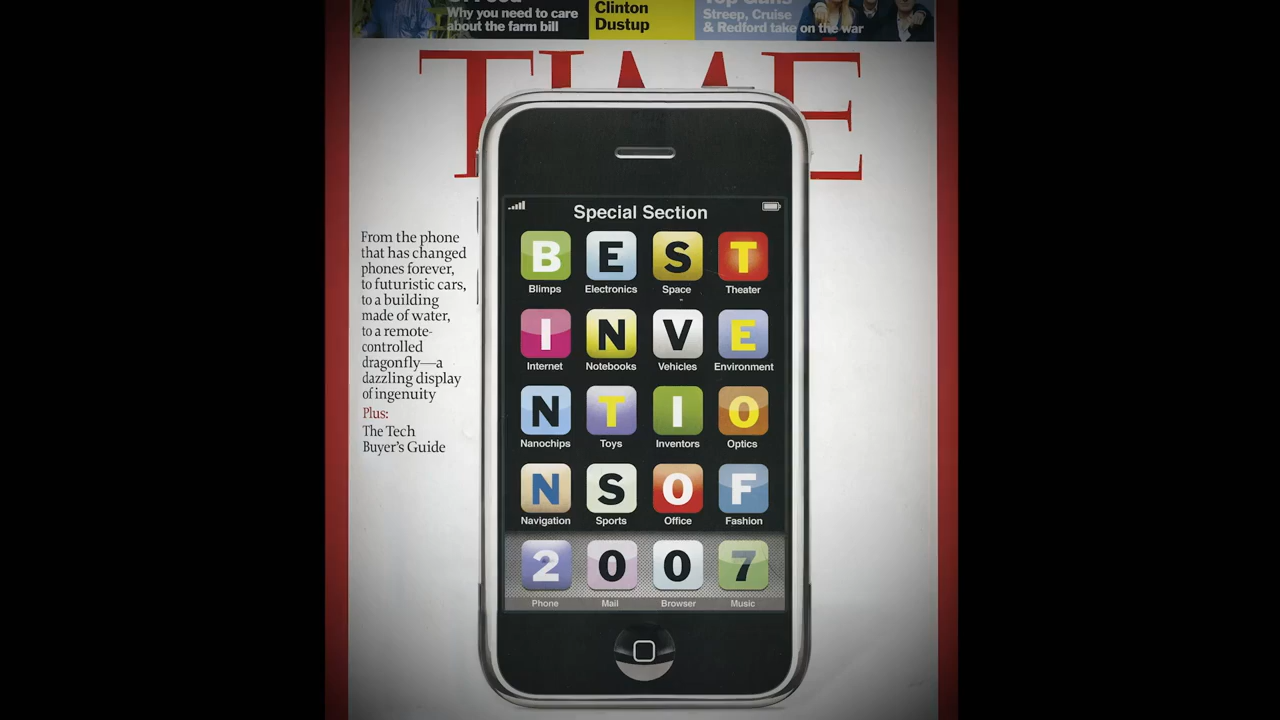 Why you need to care
about the farm bill
Clinton
Dustup
Streep, Cruise
& Redford take on the war
TIME
Special Section
B E S T
Blimps Electronics Space Theater
I N V E
Internet Notebooks Vehicles Environment
N T I O
Nanochips Toys Inventors Optics
N S O F
Navigation Sports Office Fashion
2 0 0 7
Phone Mail Browser Music
From the phone
that has changed
phones forever,
to futuristic cars,
to a building
made of water,
to a remote-
controlled
dragonfly—a
dazzling display
of ingenuity
Plus:
The Tech
Buyer's Guide